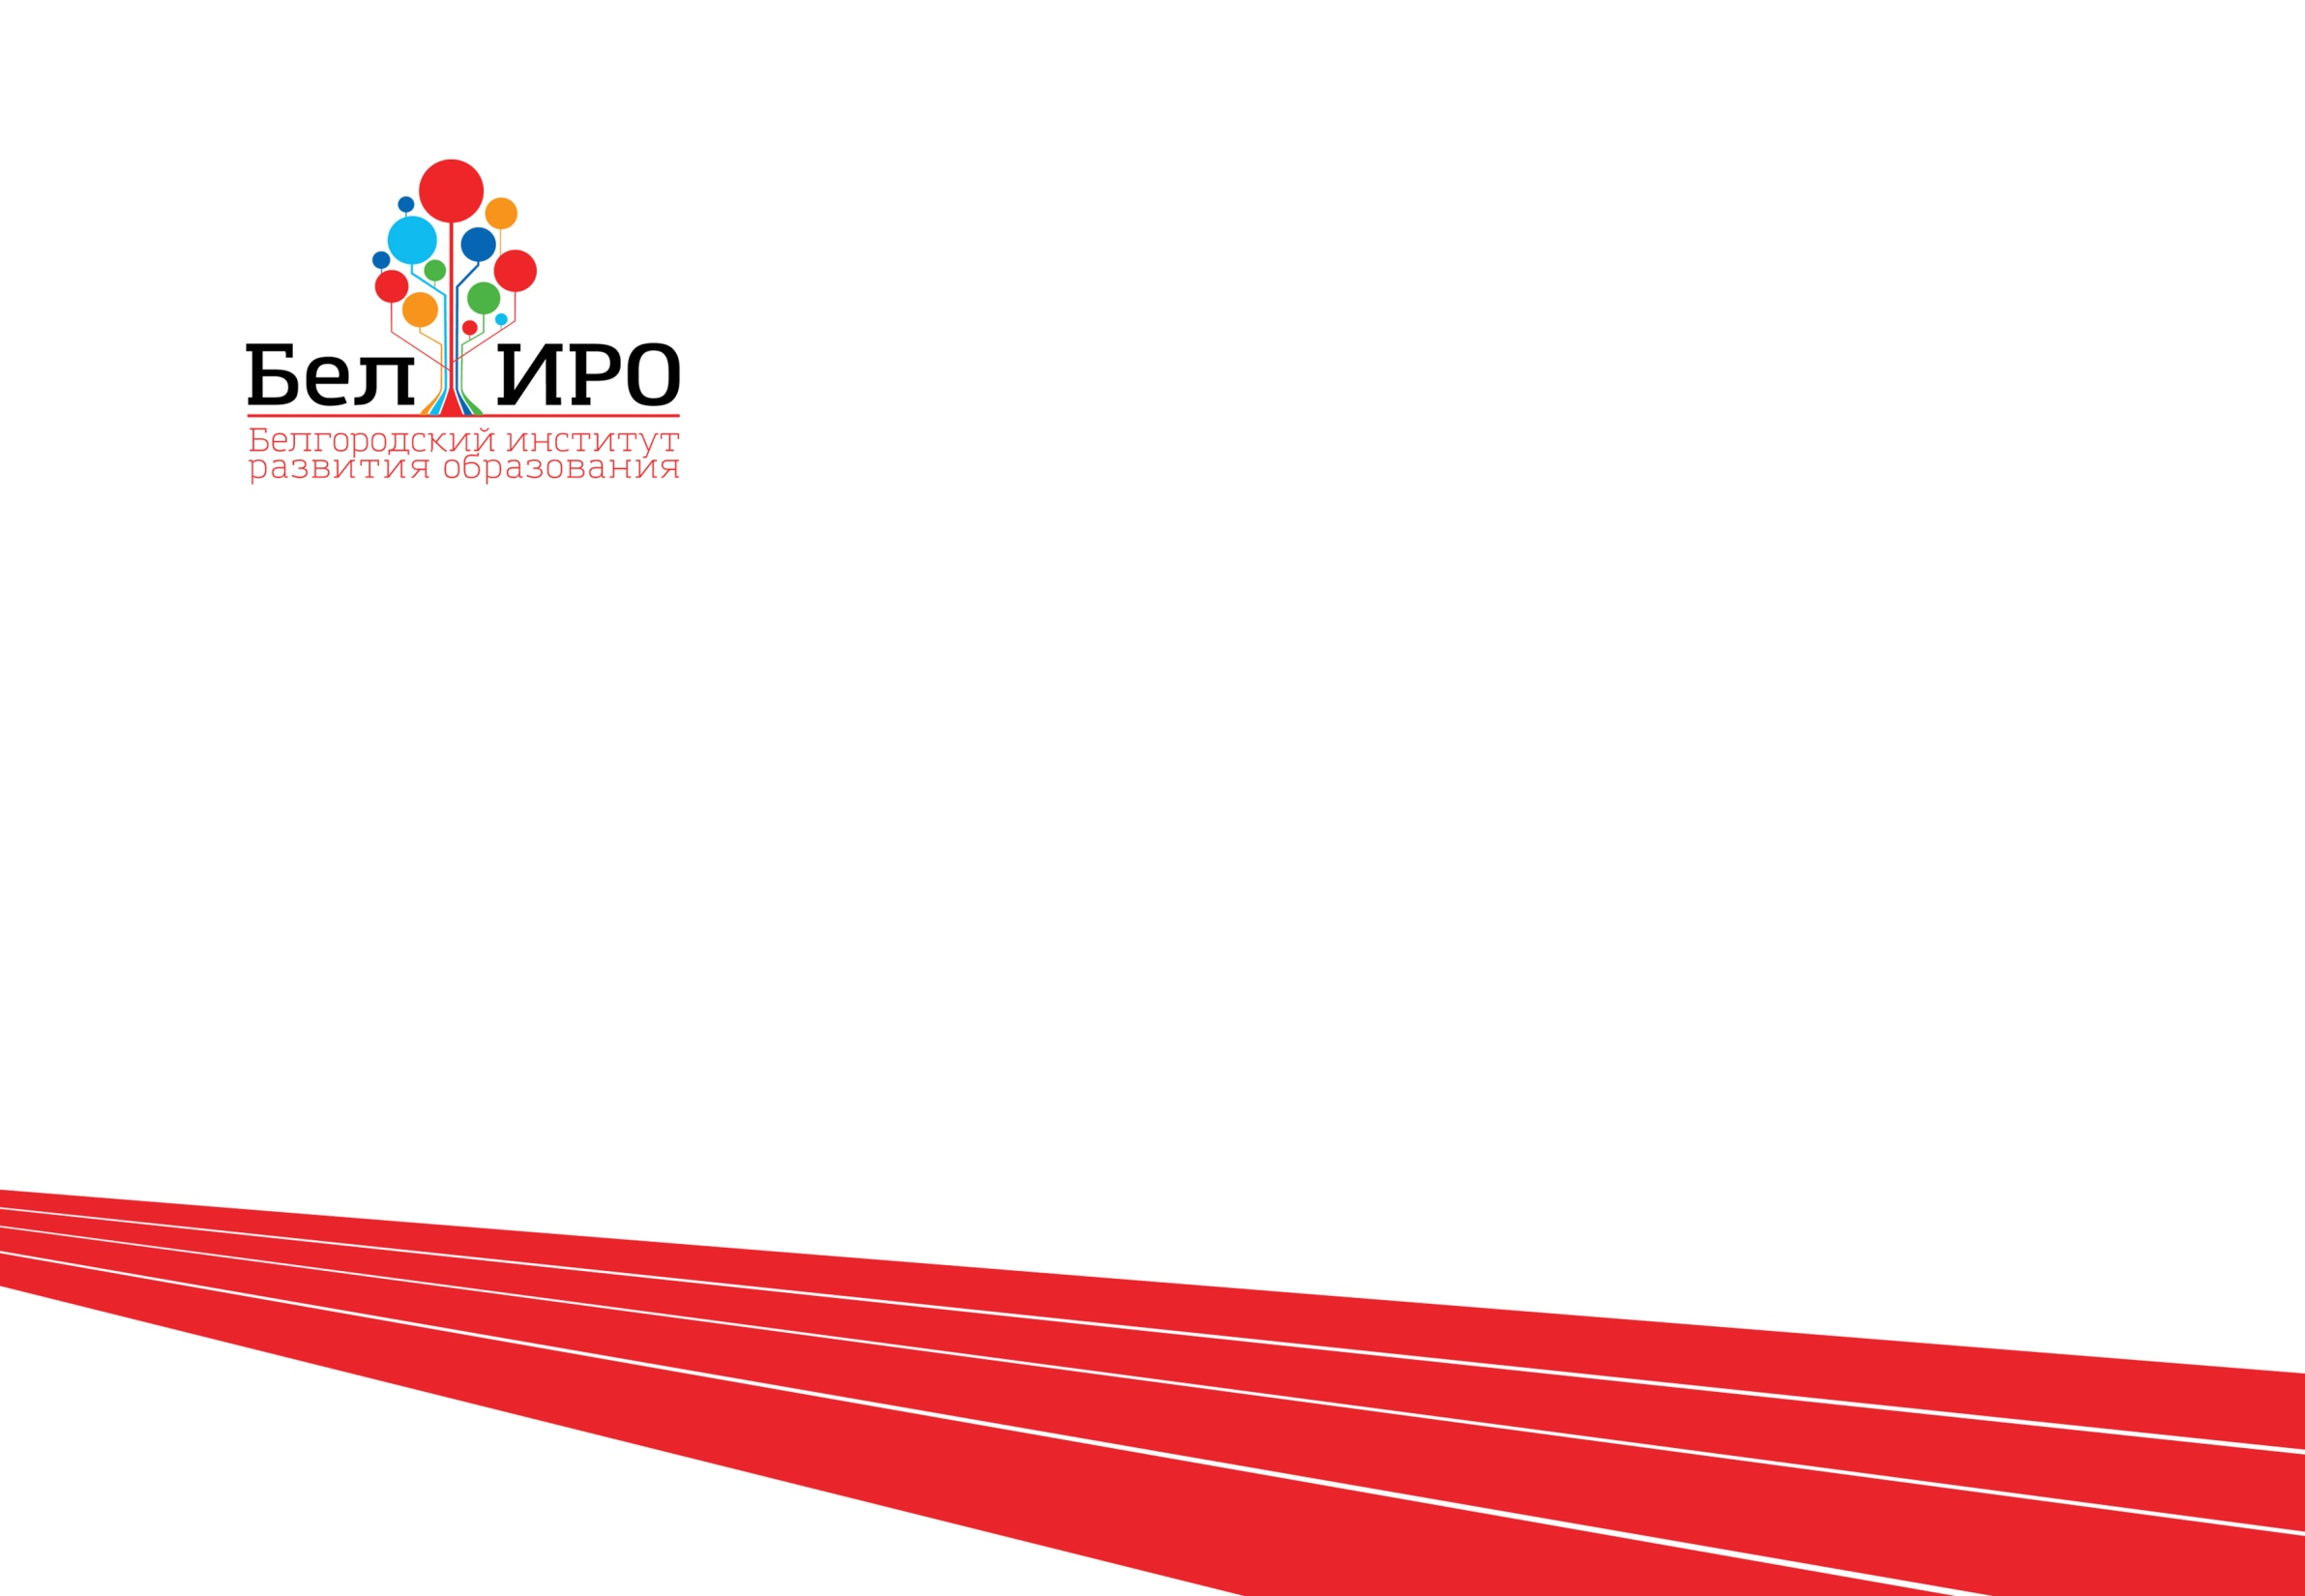 Бел ИРО
Белгородский институт
развития образования